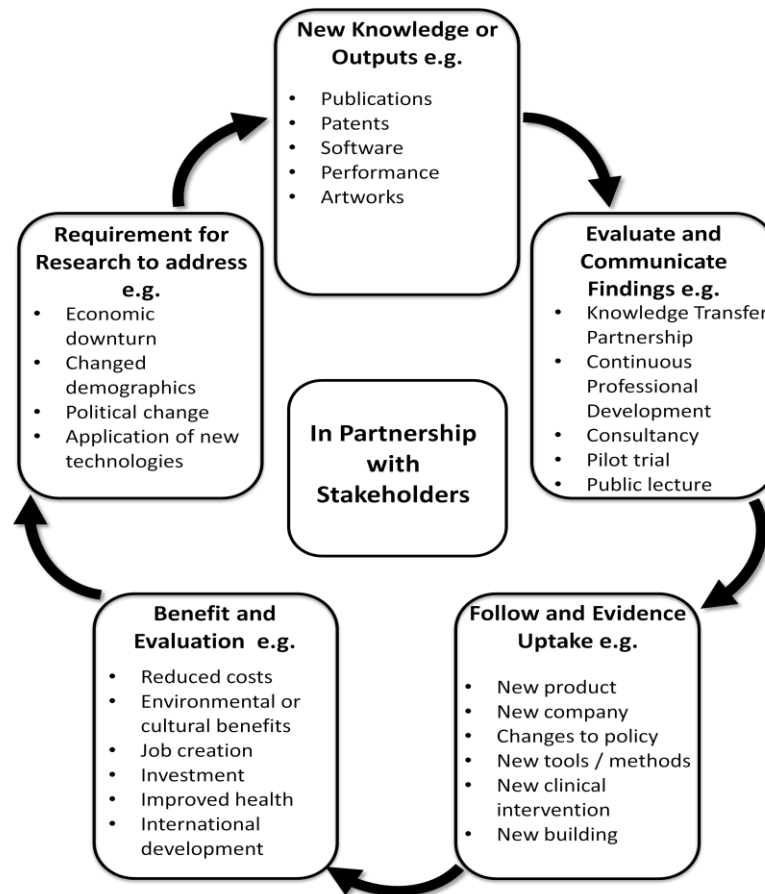 New Knowledge or
Outputs e.g.
• Publications
• Patents
• Software
• Performance
• Artworks
Evaluate and
Communicate
Findings e.g.
• Knowledge Transfer
Partnership
• Continuous
Professional
Development
• Consultancy
• Pilot trial
• Public lecture
Follow and Evidence
Uptake e.g.
• New product
• New company
• Changes to policy
• New tools / methods
• New clinical
intervention
• New building
Benefit and
Evaluation e.g.
• Reduced costs
• Environmental or
cultural benefits
• Job creation
• Investment
• Improved health
• International
development
Requirement for
Research to address
e.g.
• Economic
downturn
• Changed
demographics
• Political change
• Application of new
technologies
In Partnership
with
Stakeholders